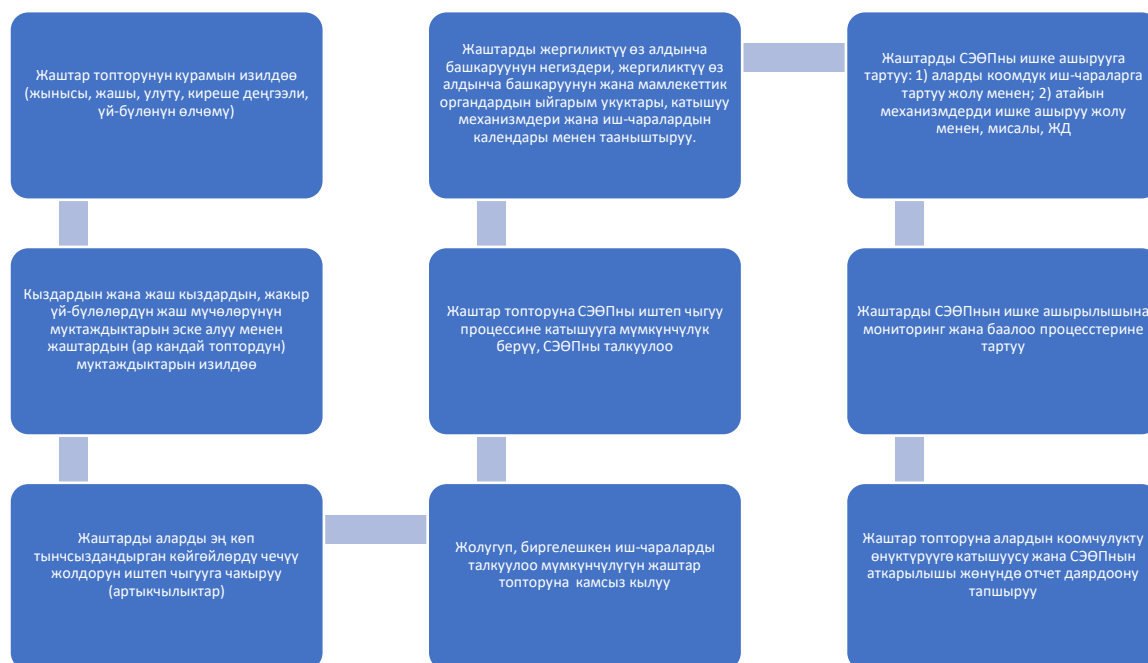 Жаштар топторунун курамын изилдөө
(жынысы, жашы, улуту, киреше деңгээли,
үй-бүлөнүн өлчөмү)
Кыздардын жана жаш кыздардын, жакыр
үй-бүлөлөрдүн жаш мүчөлөрүнүн
муктаждыктарын эске алуу менен
жаштардын (ар кандай топтордун)
муктаждыктарын изилдөө
Жаштарды аларды эң көп
тынчсыздандырган көйгөйлөрдү чечүү
жолдорун иштеп чыгууга чакыруу
(артыкчылыктар)
Жолугуп, биргелешкен иш-чараларды
талкуулоо мүмкүнчүлүгүн жаштар
топторуна камсыз кылуу
Жаштар топторуна СЭӨПны иштеп чыгуу
процессине катышууга мүмкүнчүлүк
берүү, СЭӨПны талкуулоо
Жаштарды жергиликтүү өз алдынча
башкаруунун негиздери, жергиликтүү өз
алдынча башкаруунун жана мамлекеттик
органдардын ыйгарым укуктары, катышуу
механизмдери жана иш-чаралардын
календары менен тааныштыруу.
Жаштарды СЭӨПны ишке ашырууга
тартуу: 1) аларды коомдук иш-чараларга
тартуу жолу менен; 2) атайын
механизмдерди ишке ашыруу жолу
менен, мисалы, ЖД
Жаштарды СЭӨПнын ишке ашырылышына
мониторинг жана баалоо процесстерине
тартуу
Жаштар топторуна алардын коомчулукту
өнүктүрүүгө катышуусу жана СЭӨПнын
аткарылышы жөнүндө отчет даярдоону
тапшыруу